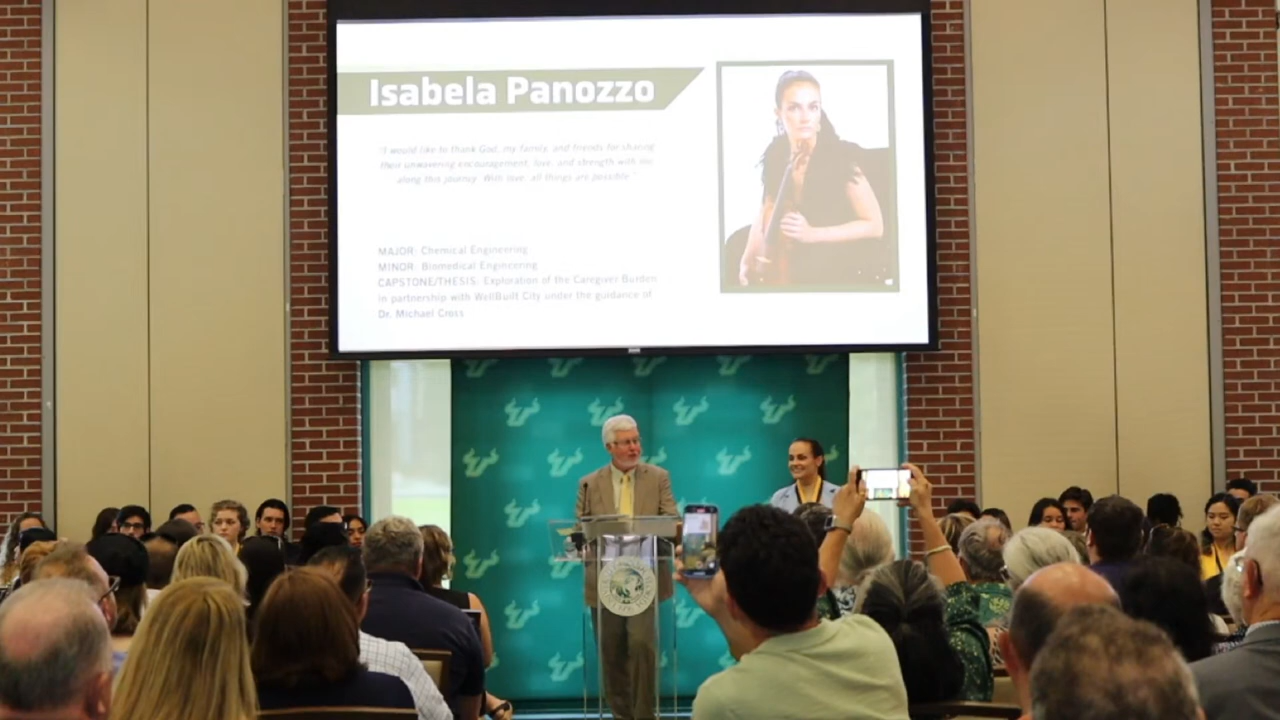 Isabela Panozzo
"I would like to thank God, my family, and friends for sharing
their unwavering encouragement, love, and strength with me
along this journey. With love, all things are possible."
MAJOR: Chemical Engineering
MINOR: Biomedical Engineering
CAPSTONE/THESIS: Exploration of the Caregiver Burden
in partnership with WellBuilt City under the guidance of
Dr. Michael Cross